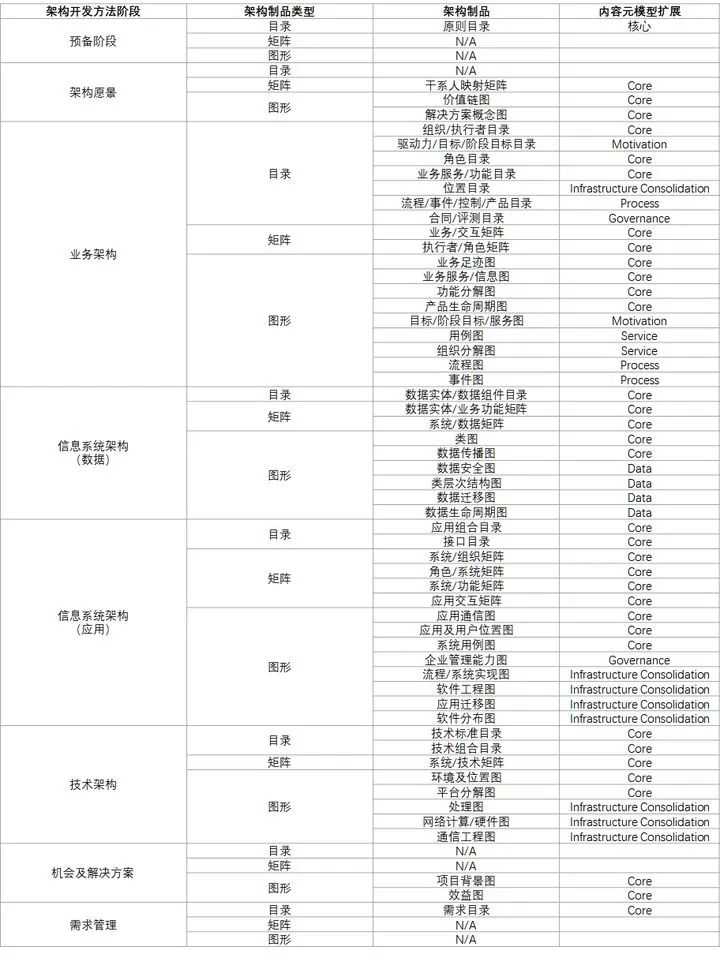 架构开发方法阶段 架构制品类型 架构制品 内容元模型扩展
预备阶段 目录 原则目录 核心
矩阵 N/A
图形 N/A
架构愿景 目录 N/A
矩阵 干系人映射矩阵 Core
图形 价值链图 Core
解决方案概念图 Core
业务架构 目录 组织/执行者目录 Core
驱动力/目标/阶段目标目录 Motivation
角色目录 Core
业务服务/功能目录 Core
位置目录 Infrastructure Consolidation
流程/事件/控制/产品目录 Process
合同/评测目录 Governance
矩阵 业务/交互矩阵 Core
执行者/角色矩阵 Core
图形 业务足迹图 Core
业务服务/信息图 Core
功能分解图 Core
产品生命周期图 Core
目标/阶段目标/服务图 Motivation
用例图 Service
组织分解图 Service
流程图 Process
事件图 Process
信息系统架构
（数据） 目录 数据实体/数据组件目录 Core
矩阵 数据实体/业务功能矩阵 Core
系统/数据矩阵 Core
图形 类图 Core
数据传播图 Core
数据安全图 Data
类层次结构图 Data
数据迁移图 Data
数据生命周期图 Data
信息系统架构
（应用） 目录 应用组合目录 Core
接口目录 Core
矩阵 系统/组织矩阵 Core
角色/系统矩阵 Core
系统/功能矩阵 Core
应用交互矩阵 Core
图形 应用通信图 Core
应用及用户位置图 Core
系统用例图 Core
企业管理能力图 Governance
流程/系统实现图 Infrastructure Consolidation
软件工程图 Infrastructure Consolidation
应用迁移图 Infrastructure Consolidation
软件分布图 Infrastructure Consolidation
技术架构 目录 技术标准目录 Core
技术组合目录 Core
矩阵 系统/技术矩阵 Core
图形 环境及位置图 Core
平台分解图 Core
处理图 Infrastructure Consolidation
网络计算/硬件图 Infrastructure Consolidation
通信工程图 Infrastructure Consolidation
机会及解决方案 目录 N/A
矩阵 N/A
图形 项目背景图 Core
效益图 Core
需求管理 目录 需求目录 Core
矩阵 N/A
图形 N/A